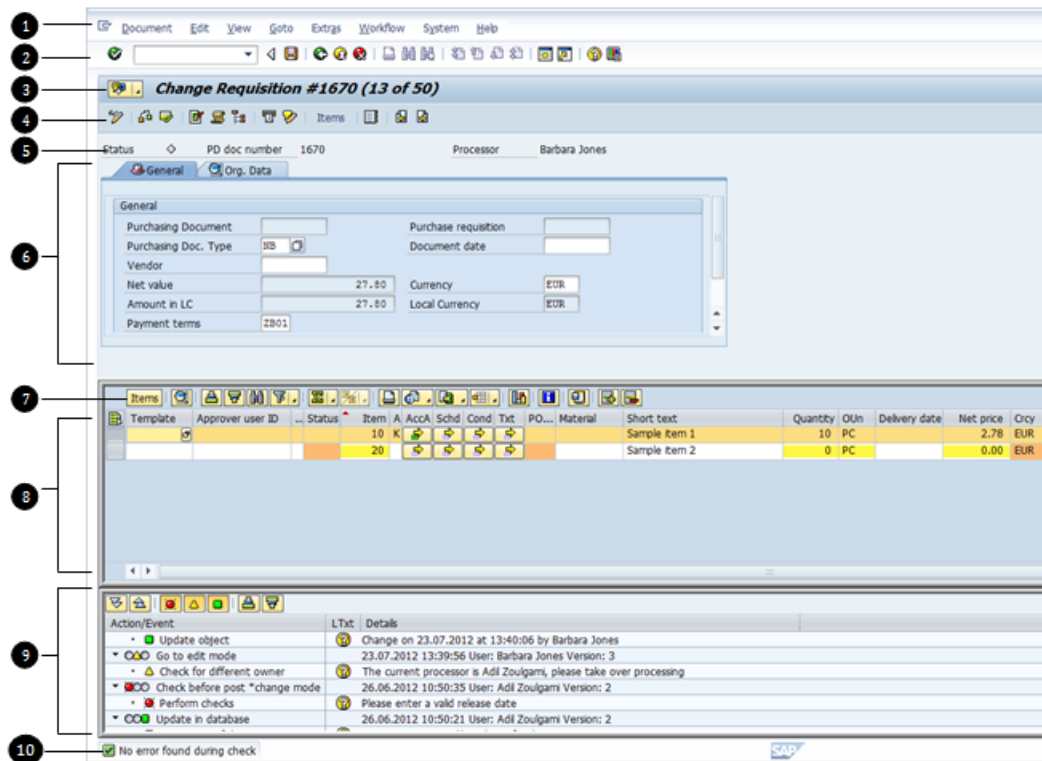 1 Document Edit View Goto Extras Workflow System Help
2
3 Change Requisition #1670 (13 of 50)
4 Items
5 Status PD doc number 1670 Processor Barbara Jones
General Org. Data
General
Purchasing Document Purchase requisition
6 Purchasing Doc. Type NB Document date
Vendor
Net value 27.80 Currency EUR
Amount in LC 27.80 Local Currency EUR
Payment terms ZB01
7 Items
Template Approver user ID ... Status Item A AccA Schd Cond Txt PO... Material Short text Quantity OUn Delivery date Net price Crcy
10 K Sample item 1 10 PC 2.78 EUR
20 Sample item 2 0 PC 0.00 EUR
8
Action/Event LTxt Details
Update object Change on 23.07.2012 at 13:40:06 by Barbara Jones
9 Go to edit mode 23.07.2012 13:39:56 User: Barbara Jones Version: 3
Check for different owner The current processor is Adil Zoulgami, please take over processing
Check before post *change mode 26.06.2012 10:50:35 User: Adil Zoulgami Version: 2
Perform checks Please enter a valid release date
Update in database 26.06.2012 10:50:21 User: Adil Zoulgami Version: 2
10 No error found during check SAP